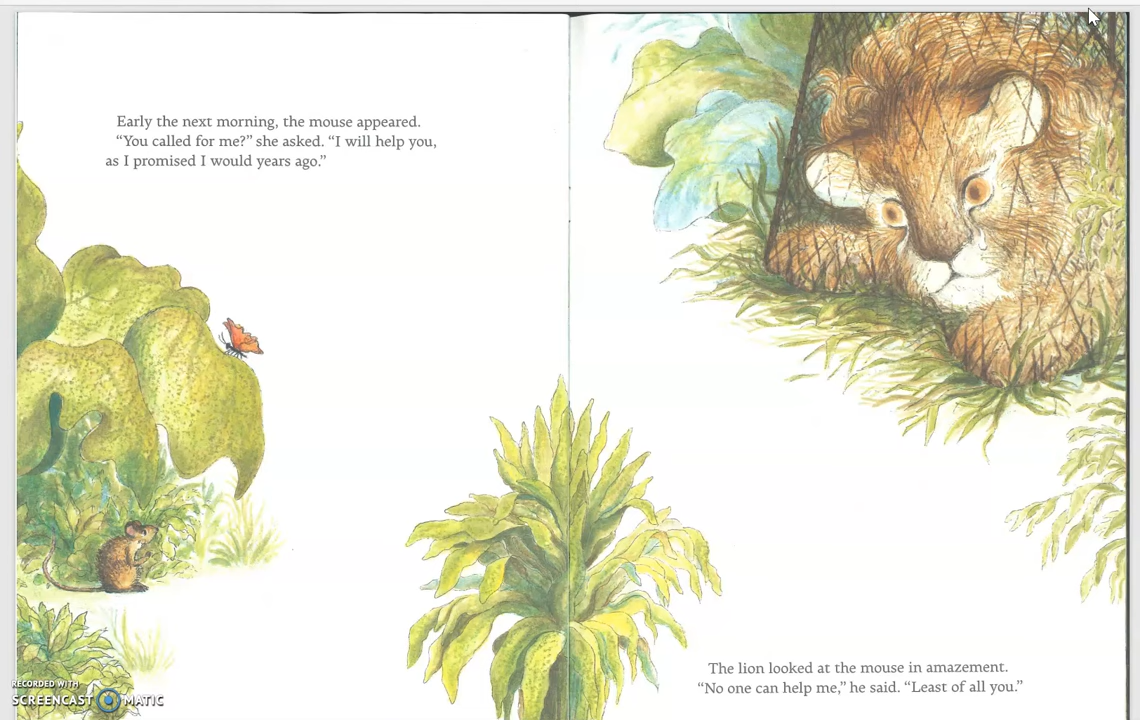 Early the next morning, the mouse appeared.
“You called for me?” she asked. “I will help you,
as I promised I would years ago.”
The lion looked at the mouse in amazement.
“No one can help me,” he said. “Least of all you.”
RECORDED WITH
SCREENCAST MATIC